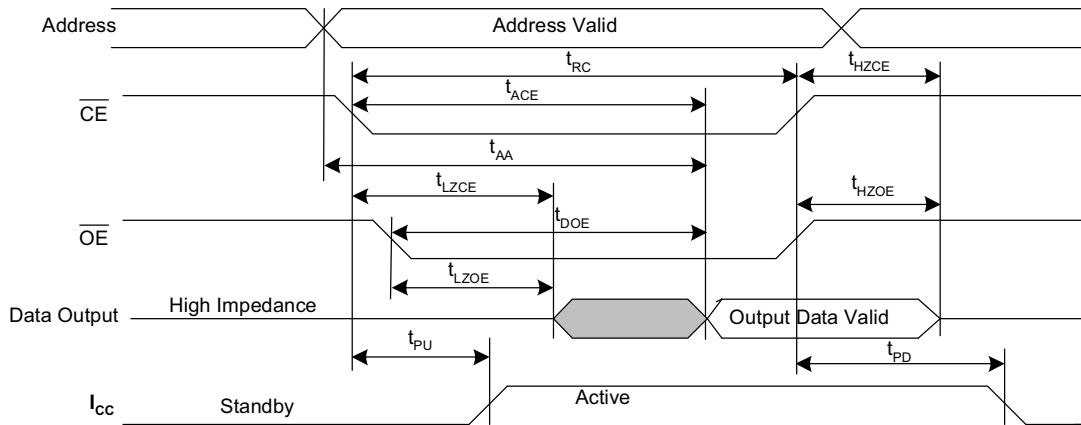 Address
Address Valid
tRC
tHZCE
tACE
CE
tAA
tLZCE
tHZOE
OE
tDOE
tLZOE
Data Output
High Impedance
Output Data Valid
tPU
tPD
ICC
Standby
Active